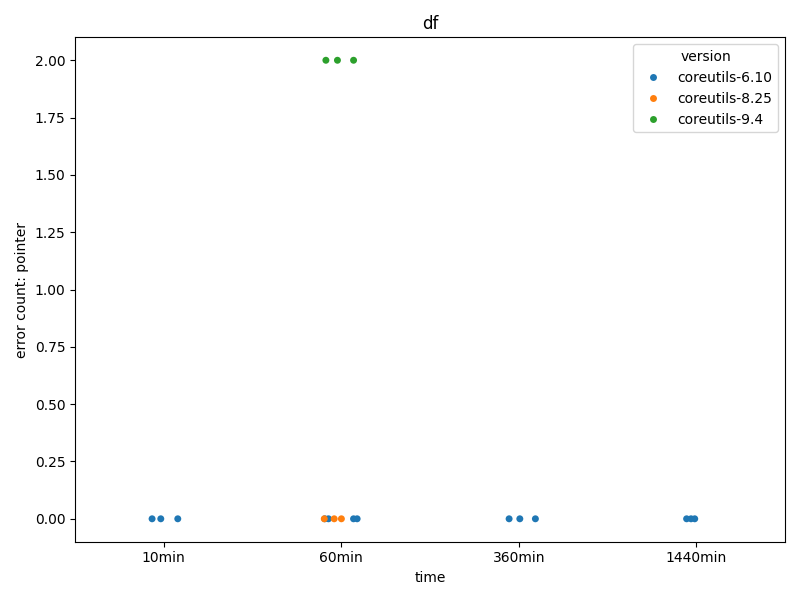 df
version
coreutils-6.10
coreutils-8.25
coreutils-9.4
error count: pointer
2.00
1.75
1.50
1.25
1.00
0.75
0.50
0.25
0.00
10min
60min
360min
1440min
time